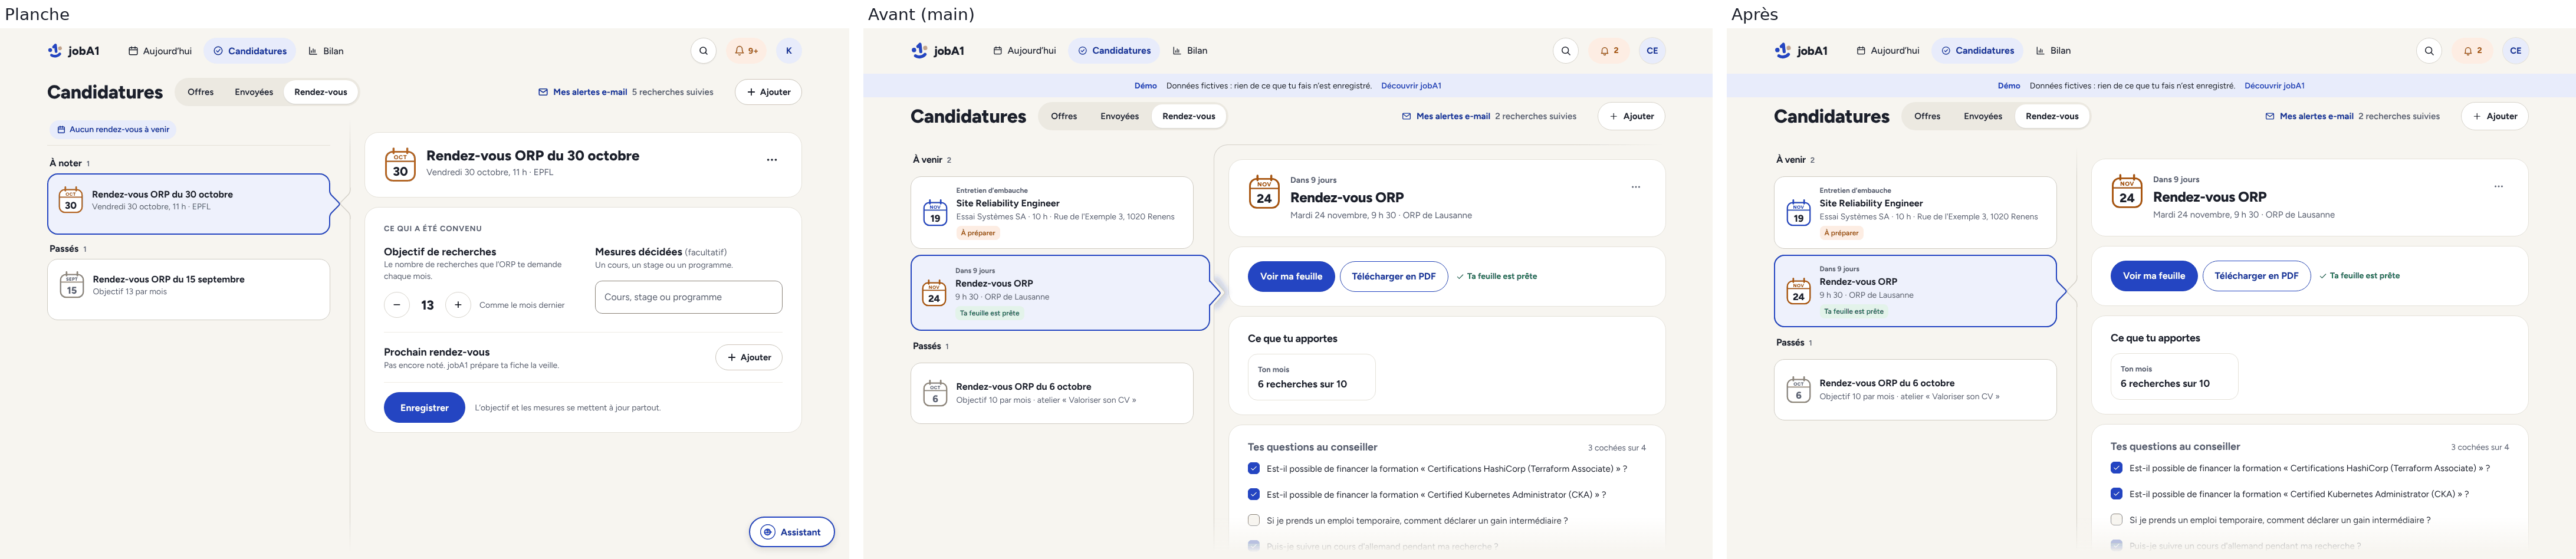 Planche
jobA1
Aujourd'hui
Candidatures
Bilan
9+
K
Candidatures
Offres
Envoyées
Rendez-vous
Mes alertes e-mail 5 recherches suivies
+ Ajouter
Aucun rendez-vous à venir
À noter 1
OCT
30
Rendez-vous ORP du 30 octobre
Vendredi 30 octobre, 11 h · EPFL
Passés 1
SEPT
15
Rendez-vous ORP du 15 septembre
Objectif 13 par mois
OCT
30
Rendez-vous ORP du 30 octobre
Vendredi 30 octobre, 11 h · EPFL
CE QUI A ÉTÉ CONVENU
Objectif de recherches
Le nombre de recherches que l'ORP te demande
chaque mois.
− 13 + Comme le mois dernier
Mesures décidées (facultatif)
Un cours, un stage ou un programme.
Cours, stage ou programme
Prochain rendez-vous
Pas encore noté. jobA1 prépare ta fiche la veille.
+ Ajouter
Enregistrer
L'objectif et les mesures se mettent à jour partout.
Assistant
Avant (main)
jobA1
Aujourd'hui
Candidatures
Bilan
2
CE
Démo Données fictives : rien de ce que tu fais n'est enregistré. Découvrir jobA1
Candidatures
Offres
Envoyées
Rendez-vous
Mes alertes e-mail 2 recherches suivies
+ Ajouter
À venir 2
Entretien d'embauche
NOV
19
Site Reliability Engineer
Essai Systèmes SA · 10 h · Rue de l'Exemple 3, 1020 Renens
À préparer
Dans 9 jours
NOV
24
Rendez-vous ORP
9 h 30 · ORP de Lausanne
Ta feuille est prête
Passés 1
OCT
6
Rendez-vous ORP du 6 octobre
Objectif 10 par mois · atelier « Valoriser son CV »
NOV
24
Dans 9 jours
Rendez-vous ORP
Mardi 24 novembre, 9 h 30 · ORP de Lausanne
Voir ma feuille
Télécharger en PDF
Ta feuille est prête
Ce que tu apportes
Ton mois
6 recherches sur 10
Tes questions au conseiller
3 cochées sur 4
Est-il possible de financer la formation « Certifications HashiCorp (Terraform Associate) » ?
Est-il possible de financer la formation « Certified Kubernetes Administrator (CKA) » ?
Si je prends un emploi temporaire, comment déclarer un gain intermédiaire ?
Puis-je suivre un cours d'allemand pendant ma recherche ?
Après
jobA1
Aujourd'hui
Candidatures
Bilan
2
CE
Démo Données fictives : rien de ce que tu fais n'est enregistré. Découvrir jobA1
Candidatures
Offres
Envoyées
Rendez-vous
Mes alertes e-mail 2 recherches suivies
+ Ajouter
À venir 2
Entretien d'embauche
NOV
19
Site Reliability Engineer
Essai Systèmes SA · 10 h · Rue de l'Exemple 3, 1020 Renens
À préparer
Dans 9 jours
NOV
24
Rendez-vous ORP
9 h 30 · ORP de Lausanne
Ta feuille est prête
Passés 1
OCT
6
Rendez-vous ORP du 6 octobre
Objectif 10 par mois · atelier « Valoriser son CV »
NOV
24
Dans 9 jours
Rendez-vous ORP
Mardi 24 novembre, 9 h 30 · ORP de Lausanne
Voir ma feuille
Télécharger en PDF
Ta feuille est prête
Ce que tu apportes
Ton mois
6 recherches sur 10
Tes questions au conseiller
3 cochées sur 4
Est-il possible de financer la formation « Certifications HashiCorp (Terraform Associate) » ?
Est-il possible de financer la formation « Certified Kubernetes Administrator (CKA) » ?
Si je prends un emploi temporaire, comment déclarer un gain intermédiaire ?
Puis-je suivre un cours d'allemand pendant ma recherche ?